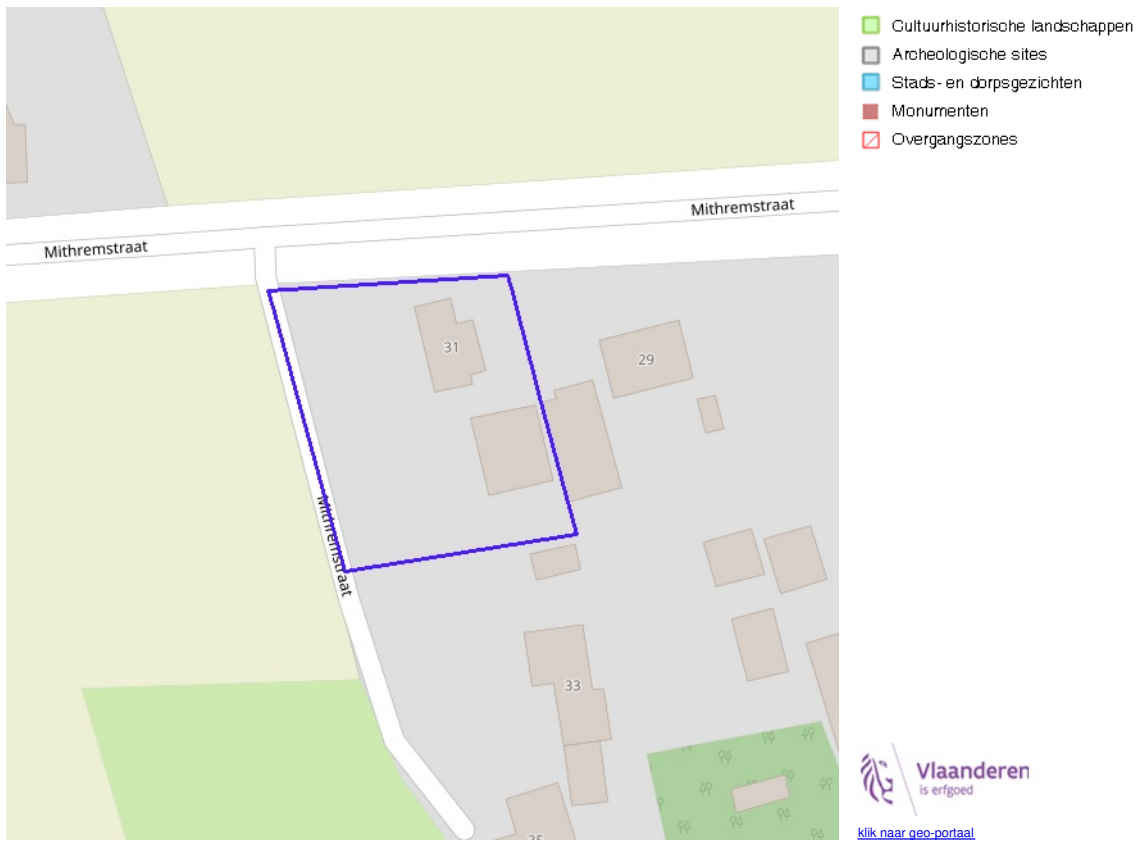 Cultuurhistorische landschappen
Archeologische sites
Stads- en dorpsgezichten
Monumenten
Overgangszones
Mithremstraat
Mithremstraat
31
29
Mithremstraat
33
35
Vlaanderen
is erfgoed
klik naar geo-portaal